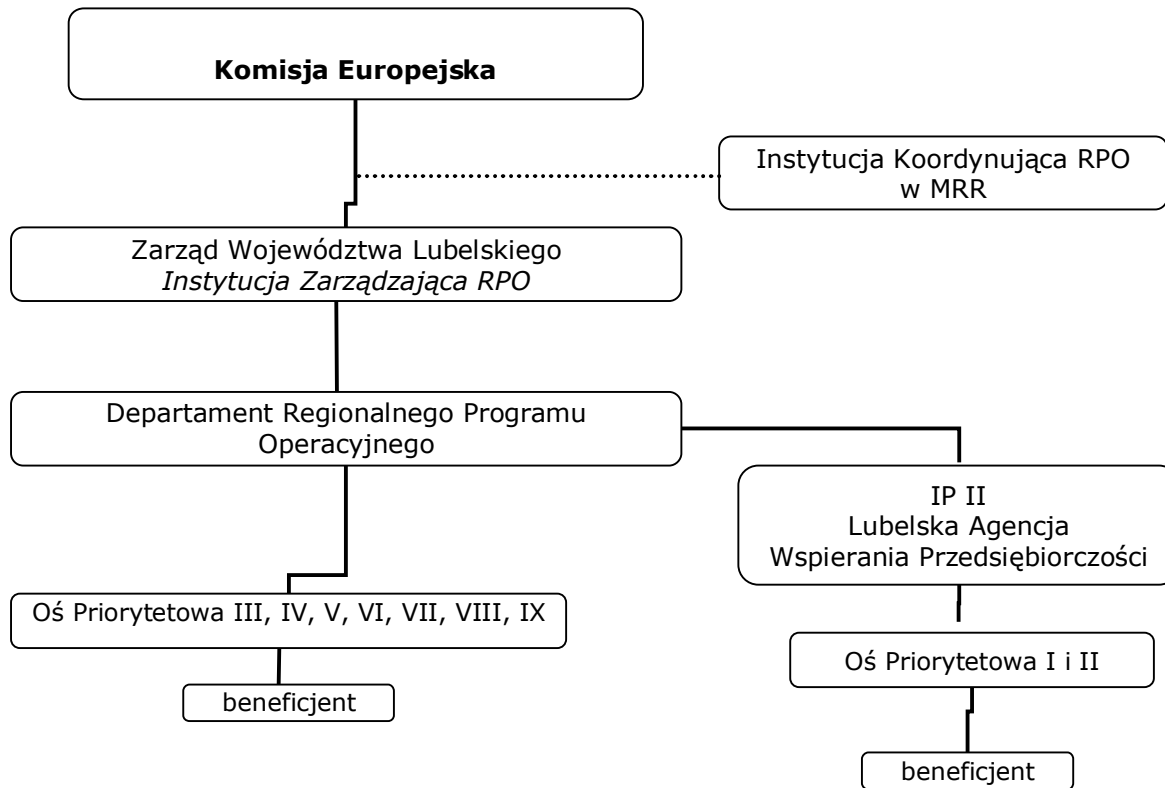 Komisja Europejska
Instytucja Koordynująca RPO
w MRR
Zarząd Województwa Lubelskiego
Instytucja Zarządzająca RPO
Departament Regionalnego Programu
Operacyjnego
IP II
Lubelska Agencja
Wspierania Przedsiębiorczości
Oś Priorytetowa III, IV, V, VI, VII, VIII, IX
Oś Priorytetowa I i II
beneficjent
beneficjent